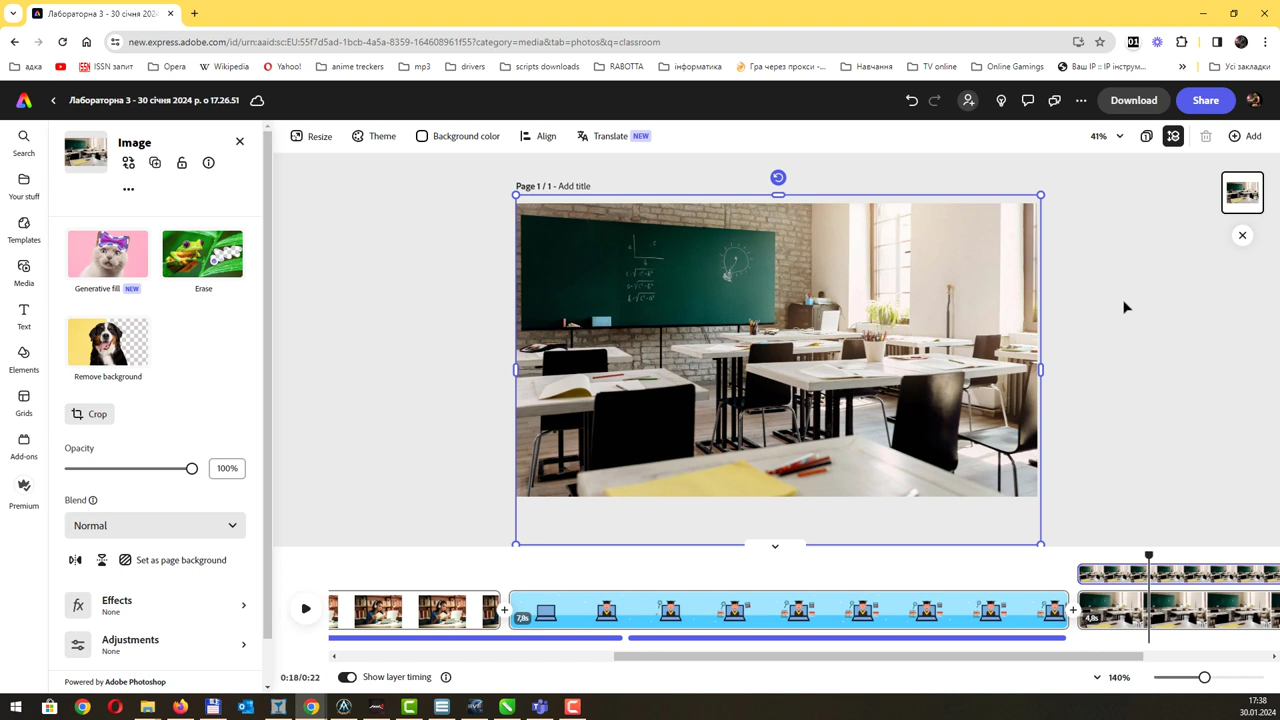 Лабораторна 3 - 30 січня 202
new.express.adobe.com/id/urn:aaid:sc:EU:55f7d5ad-1bcb-4a5a-8359-164608961f55?category=media&tab=photos&q=classroom
адка
ISSN запит
Opera
Wikipedia
Yahoo!
anime treckers
mp3
drivers
scripts downloads
RABOTTA
інформатика
Гра через прокси -...
Навчання
TV online
Online Gamings
Ваш IP :: IP інструм...
Усі закладки
Лабораторна 3 - 30 січня 2024 р. о 17.26.51
Download
Share
Search
Your stuff
Templates
Media
Text
Elements
Grids
Add-ons
Premium
Image
Generative fill NEW
Erase
Remove background
Crop
Opacity
100%
Blend
Normal
Set as page background
Effects
None
Adjustments
None
Powered by Adobe Photoshop
Resize
Theme
Background color
Align
Translate NEW
41%
Add
Page 1 / 1 - Add title
7,8s
4,8s
0:18/0:22
Show layer timing
140%
17:38
30.01.2024